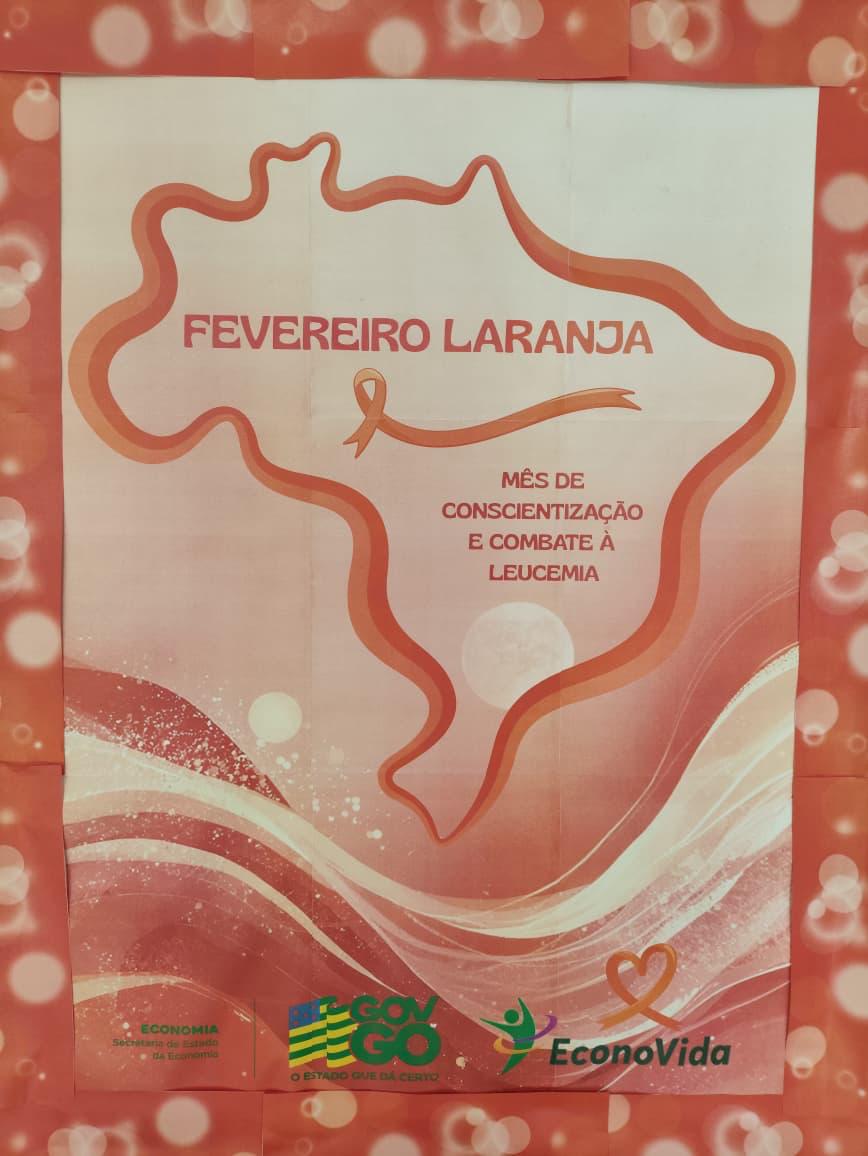 FEVEREIRO LARANJA
MÊS DE
CONSCIENTIZAÇÃO
E COMBATE À
LEUCEMIA
ECONOMIA
Secretaria de Estado
da Economia
GOV
GO
O ESTADO QUE DÁ CERTO
EconoVida